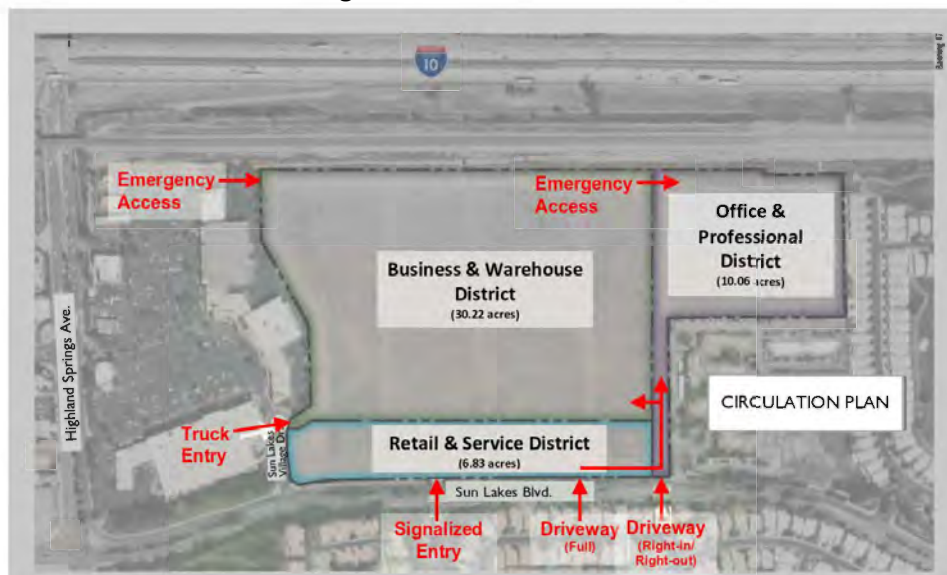 10
Emergency
Access
Emergency
Access
Office &
Professional
District
(10.06 acres)
Business & Warehouse
District
(30.22 acres)
Highland Springs Ave.
CIRCULATION PLAN
Truck
Entry
Sun Lakes
Village Dr
Retail & Service District
(6.83 acres)
Sun Lakes Blvd.
Signalized
Entry
Driveway
(Full)
Driveway
(Right-in/
Right-out)